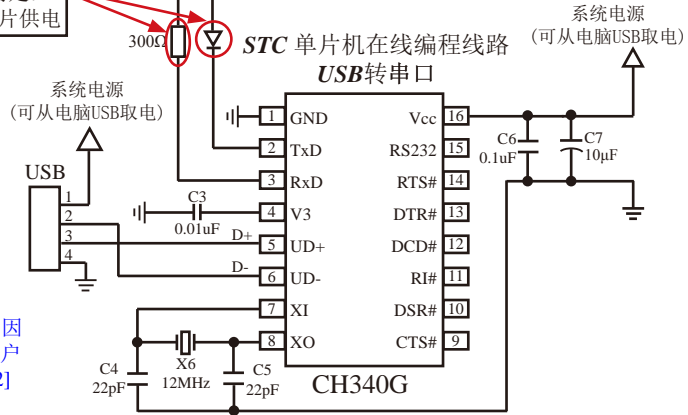 片供电
300Ω
STC 单片机在线编程线路
USB转串口
系统电源
(可从电脑USB取电)
系统电源
(可从电脑USB取电)
USB
1
2
3
4
1 GND
2 TxD
3 RxD
4 V3
5 UD+
6 UD-
7 XI
8 XO
Vcc 16
RS232 15
RTS# 14
DTR# 13
DCD# 12
RI# 11
DSR# 10
CTS# 9
C6
0.1uF
C7
10μF
C3
0.01uF
D+
D-
C4
22pF
X6
12MHz
C5
22pF
CH340G
因
户
2]